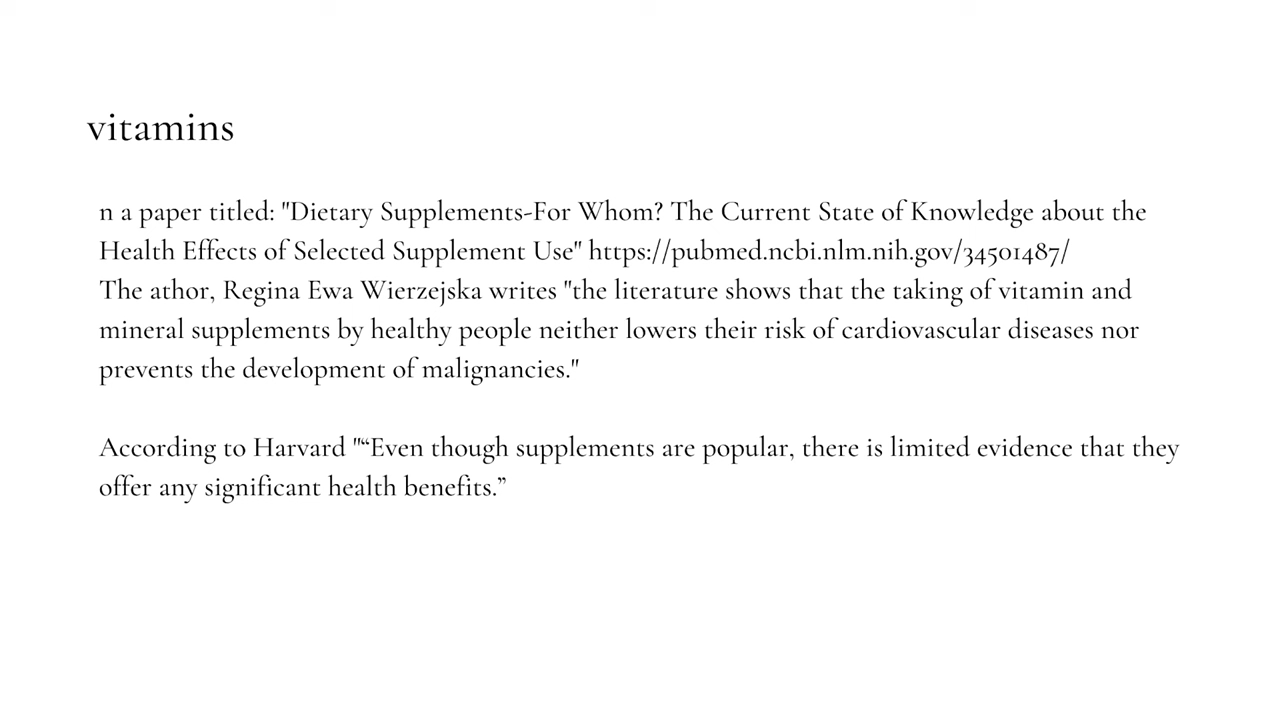 vitamins
n a paper titled: "Dietary Supplements-For Whom? The Current State of Knowledge about the
Health Effects of Selected Supplement Use" https://pubmed.ncbi.nlm.nih.gov/34501487/
The athor, Regina Ewa Wierzejska writes "the literature shows that the taking of vitamin and
mineral supplements by healthy people neither lowers their risk of cardiovascular diseases nor
prevents the development of malignancies."
According to Harvard "“Even though supplements are popular, there is limited evidence that they
offer any significant health benefits.”